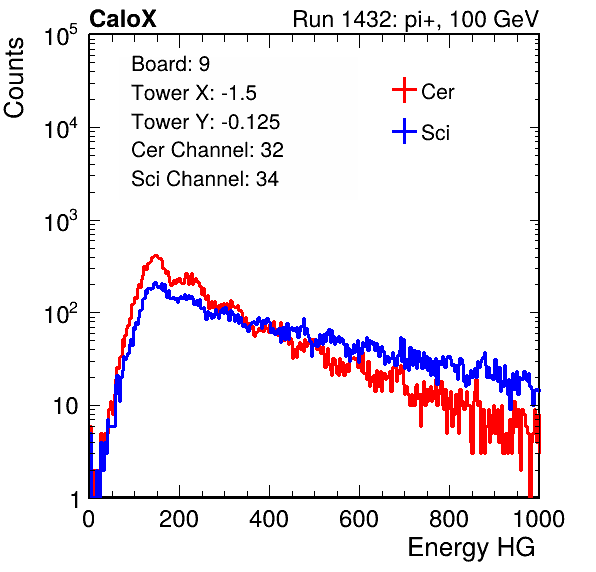 CaloX Run 1432: pi+, 100 GeV
Counts
10^5
10^4
10^3
10^2
10
1
Board: 9
Tower X: -1.5
Tower Y: -0.125
Cer Channel: 32
Sci Channel: 34
Cer
Sci
0 200 400 600 800 1000
Energy HG